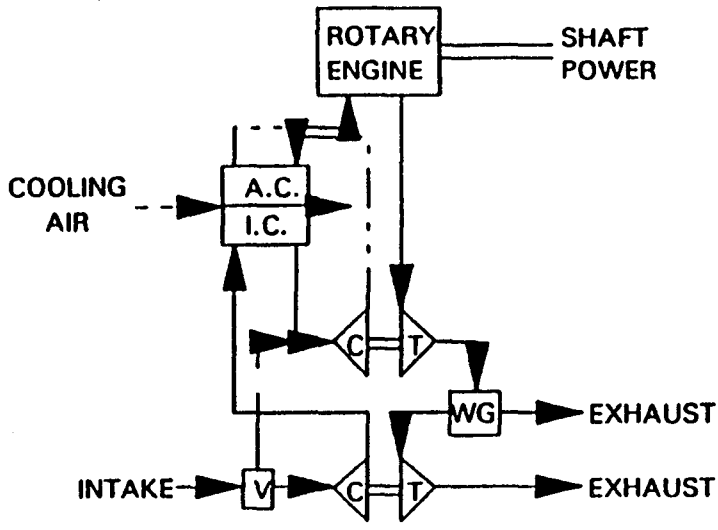 ROTARY
ENGINE
SHAFT
POWER
COOLING
AIR
A.C.
I.C.
C
T
WG
EXHAUST
INTAKE
V
C
T
EXHAUST